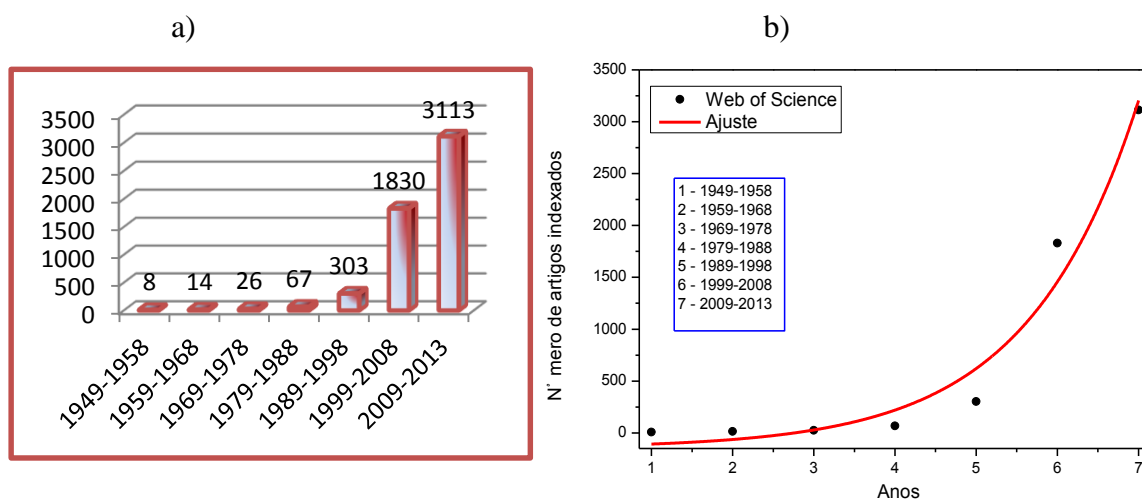 a)
3500
3000
2500
2000
1500
1000
500
0
8
14
26
67
303
1830
3113
1949-1958
1959-1968
1969-1978
1979-1988
1989-1998
1999-2008
2009-2013
b)
N° mero de artigos indexados
3500
3000
2500
2000
1500
1000
500
0
Web of Science
Ajuste
1 - 1949-1958
2 - 1959-1968
3 - 1969-1978
4 - 1979-1988
5 - 1989-1998
6 - 1999-2008
7 - 2009-2013
1 2 3 4 5 6 7
Anos